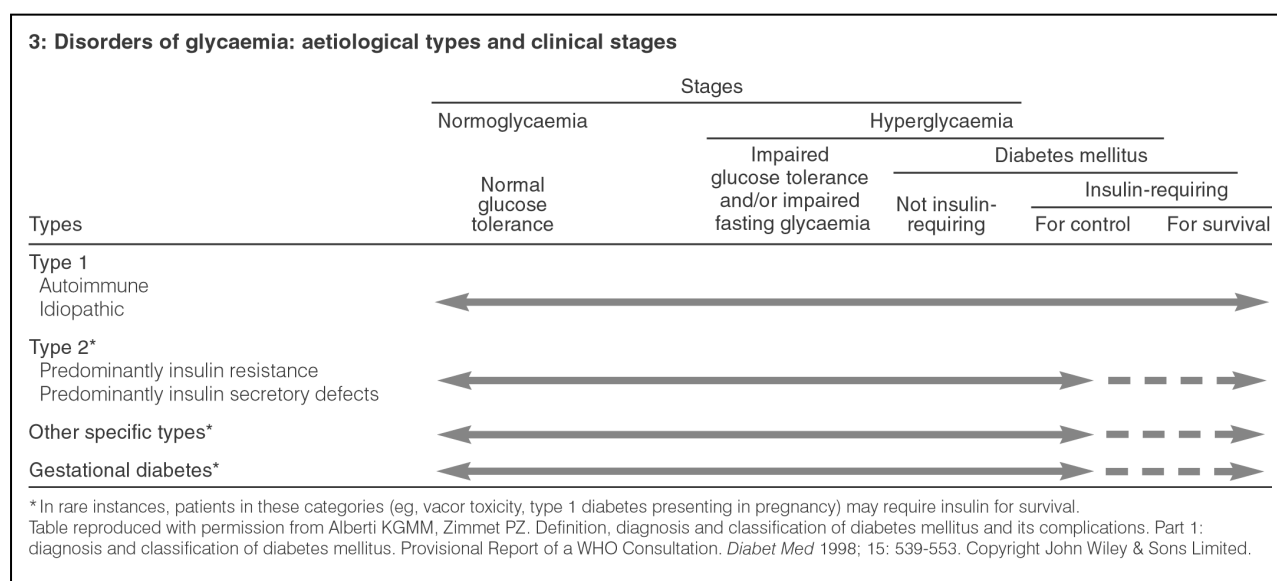 3: Disorders of glycaemia: aetiological types and clinical stages
Stages
Normoglycaemia
Hyperglycaemia
Normal
glucose
tolerance
Impaired
glucose tolerance
and/or impaired
fasting glycaemia
Diabetes mellitus
Not insulin-
requiring
Insulin-requiring
For control
For survival
Types
Type 1
Autoimmune
Idiopathic
Type 2*
Predominantly insulin resistance
Predominantly insulin secretory defects
Other specific types*
Gestational diabetes*
* In rare instances, patients in these categories (eg, vacor toxicity, type 1 diabetes presenting in pregnancy) may require insulin for survival.
Table reproduced with permission from Alberti KGMM, Zimmet PZ. Definition, diagnosis and classification of diabetes mellitus and its complications. Part 1:
diagnosis and classification of diabetes mellitus. Provisional Report of a WHO Consultation. Diabet Med 1998; 15: 539-553. Copyright John Wiley & Sons Limited.